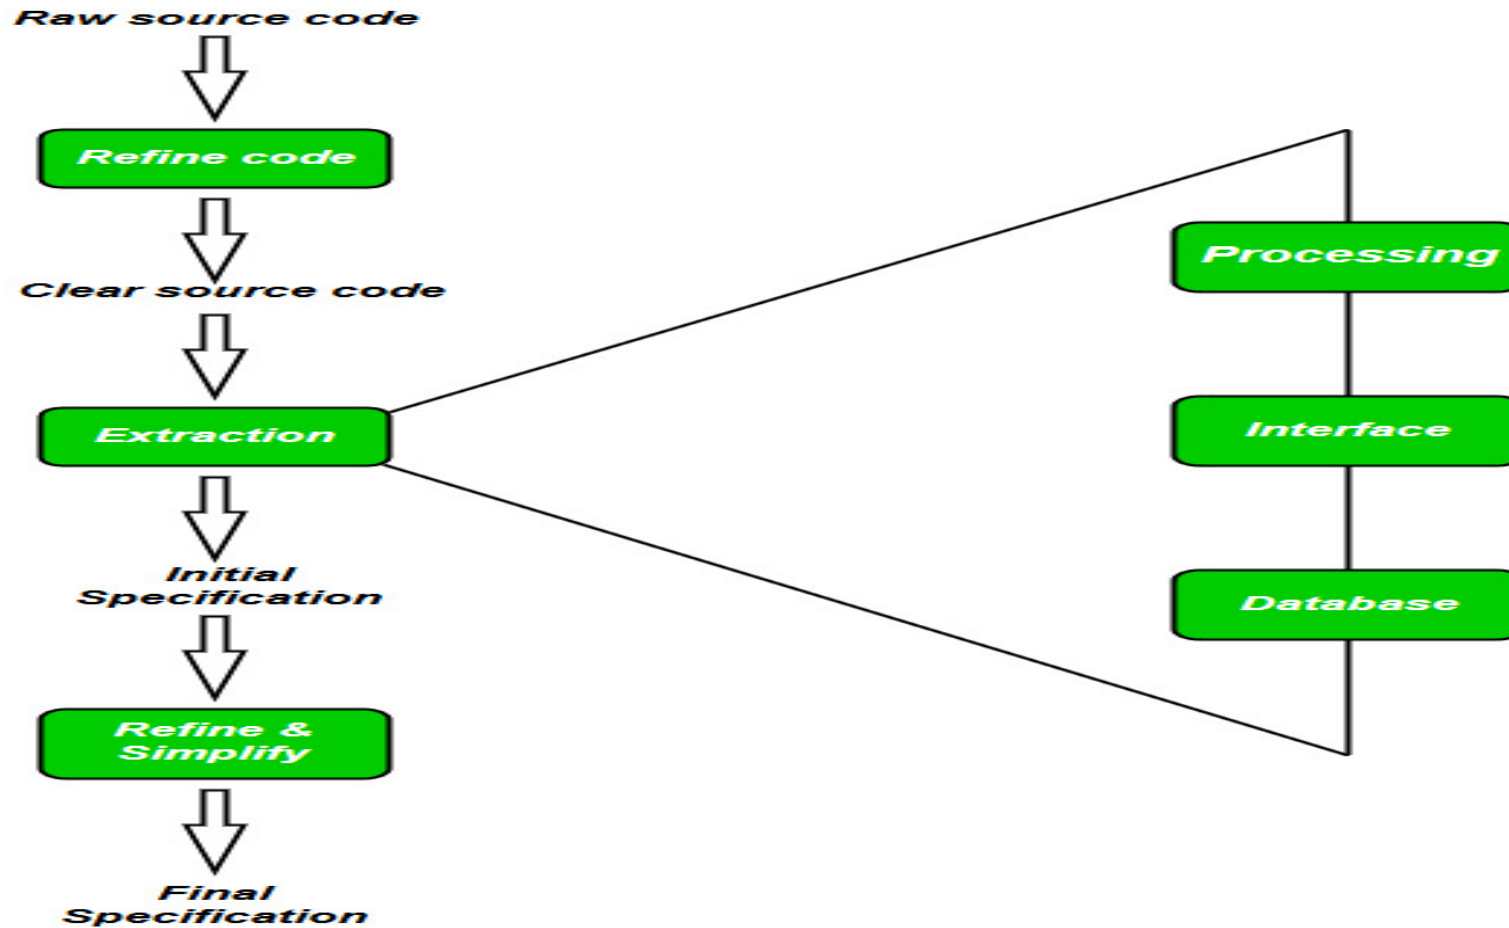 Raw source code
Refine code
Clear source code
Extraction
Initial
Specification
Refine &
Simplify
Final
Specification
Processing
Interface
Database